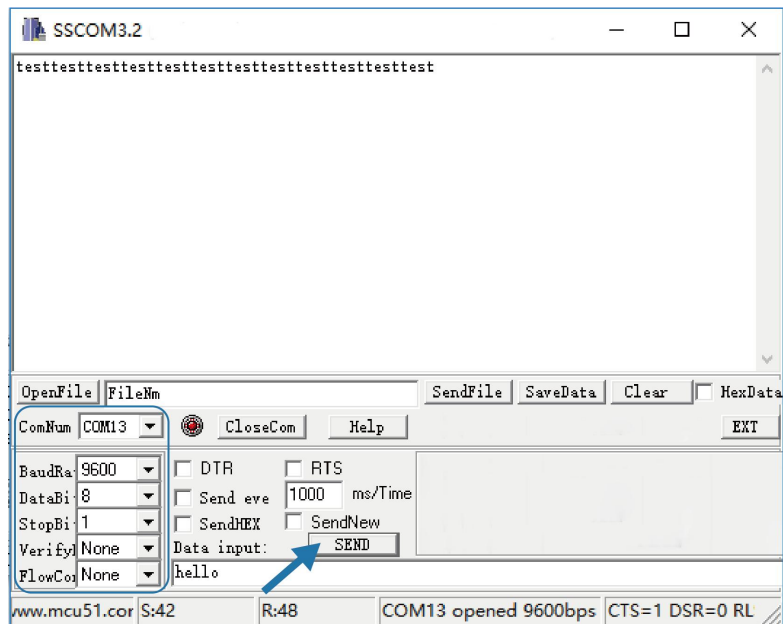 SSCOM3.2
testtesttesttesttesttesttesttesttesttesttesttest
OpenFile FileNm SendFile SaveData Clear HexData
ComNum COM13 CloseCom Help EXT
BaudRa 9600 DTR RTS
DataBi 8 Send eve 1000 ms/Time
StopBi 1 SendHEX SendNew
Verify None Data input: SEND
FlowCo None hello
www.mcu51.cor S:42 R:48 COM13 opened 9600bps CTS=1 DSR=0 RL